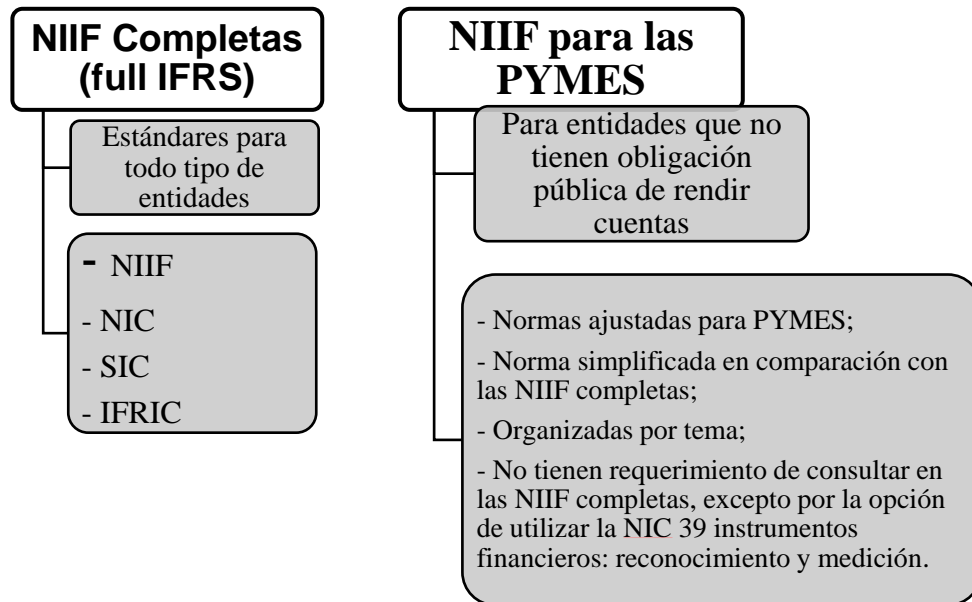 NIIF Completas
(full IFRS)
Estándares para
todo tipo de
entidades
- NIIF
- NIC
- SIC
- IFRIC
NIIF para las
PYMES
Para entidades que no
tienen obligación
pública de rendir
cuentas
- Normas ajustadas para PYMES;
- Norma simplificada en comparación con
las NIIF completas;
- Organizadas por tema;
- No tienen requerimiento de consultar en
las NIIF completas, excepto por la opción
de utilizar la NIC 39 instrumentos
financieros: reconocimiento y medición.